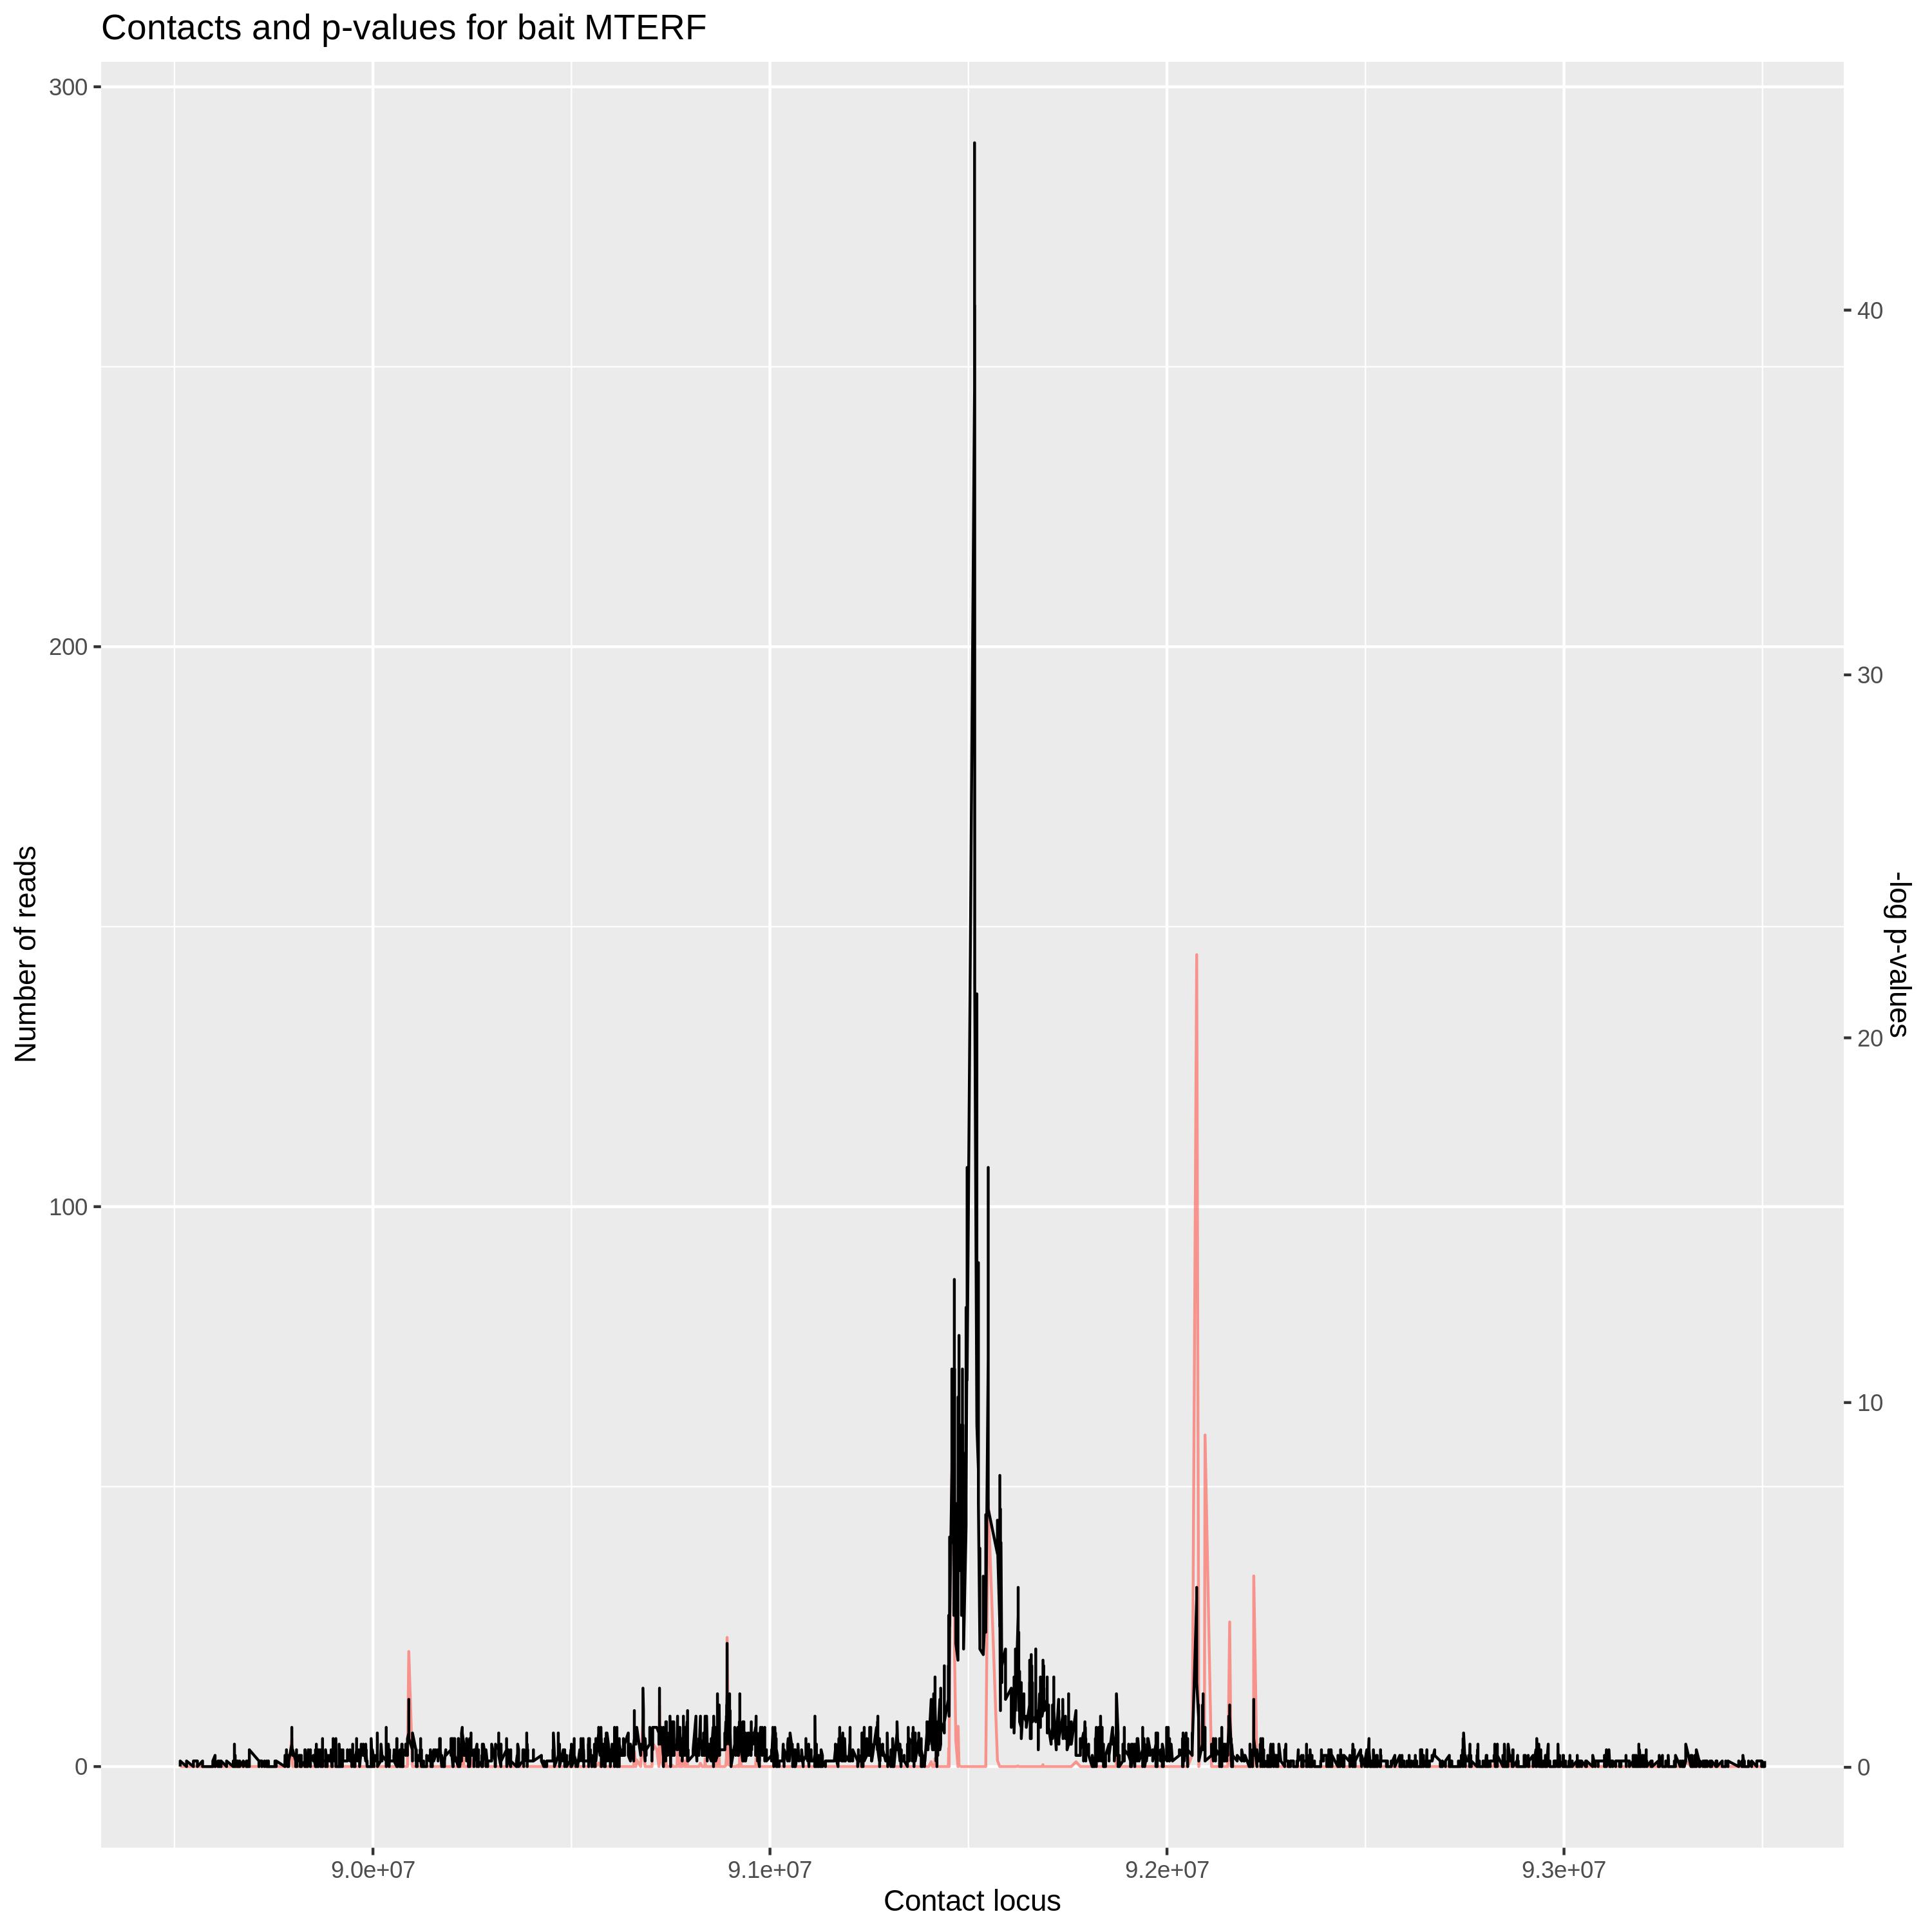 Contacts and p-values for bait MTERF
300
200
100
0
Number of reads
40
30
20
10
0
-log p-values
9.0e+07
9.1e+07
9.2e+07
9.3e+07
Contact locus